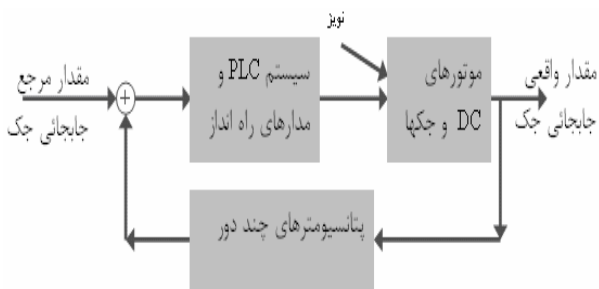 نویز
مقدار مرجع
جابجائی جک
+
سیستم PLC و
مدارهای راه انداز
موتورهای
DC و جکها
مقدار واقعی
جابجائی جک
پتانسیومترهای چند دور